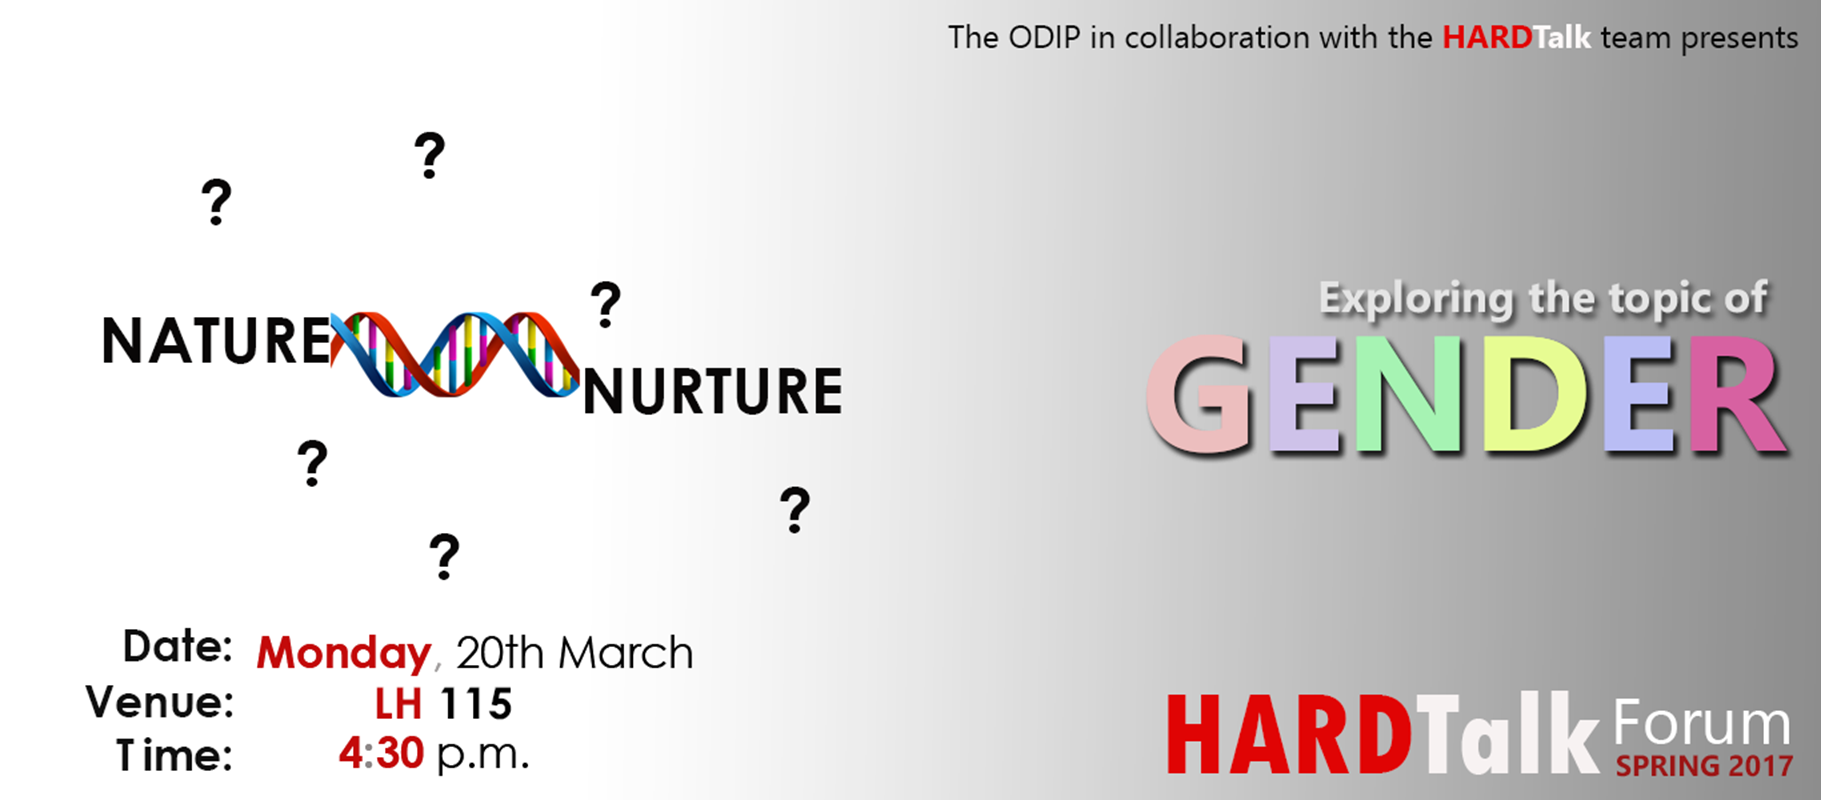 The ODIP in collaboration with the HARDTalk team presents
?
?
?
NATURE
NURTURE
?
?
?
Exploring the topic of
GENDER
Date: Monday, 20th March
Venue: LH 115
Time: 4:30 p.m.
HARDTalk Forum
SPRING 2017